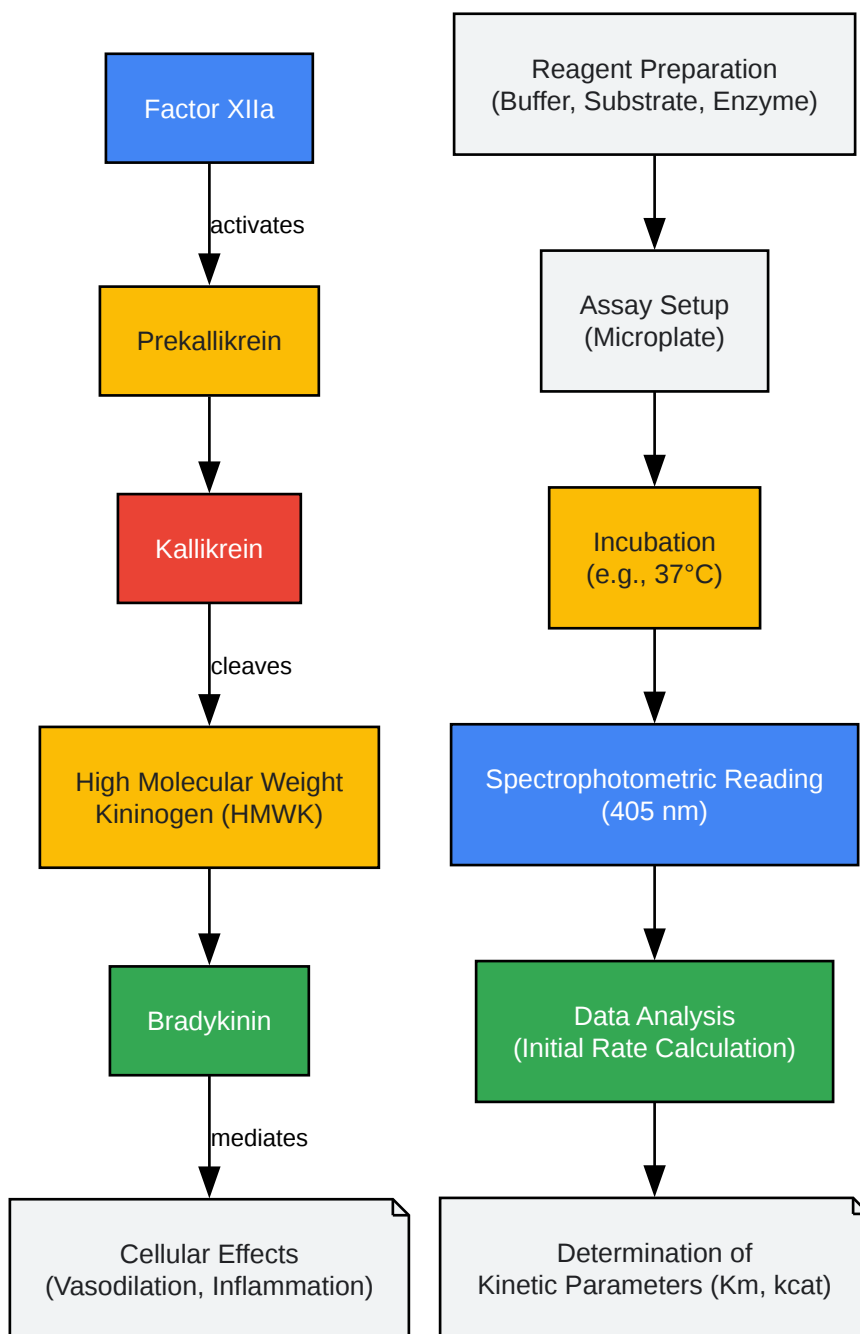 Factor XIIa
activates
Prekallikrein
Kallikrein
cleaves
High Molecular Weight
Kininogen (HMWK)
Bradykinin
mediates
Cellular Effects
(Vasodilation, Inflammation)
Reagent Preparation
(Buffer, Substrate, Enzyme)
Assay Setup
(Microplate)
Incubation
(e.g., 37°C)
Spectrophotometric Reading
(405 nm)
Data Analysis
(Initial Rate Calculation)
Determination of
Kinetic Parameters (Km, kcat)